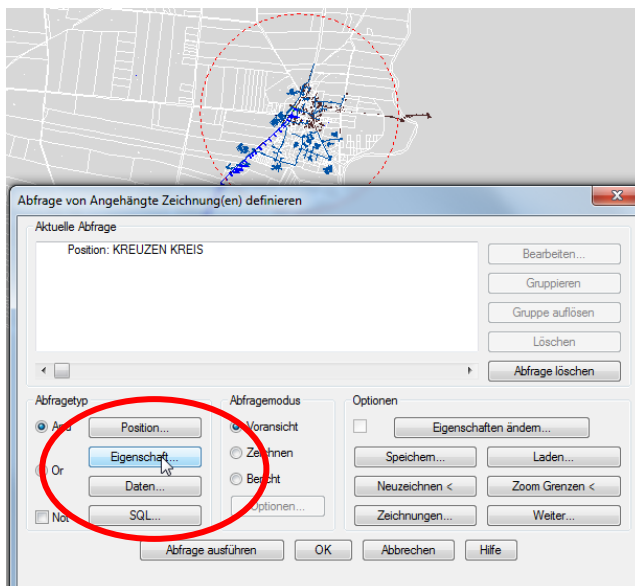 Abfrage von Angehängte Zeichnung(en) definieren
Aktuelle Abfrage
Position: KREUZEN KREIS
Bearbeiten...
Gruppieren
Gruppe auflösen
Löschen
Abfrage löschen
Abfragetyp
And
Position...
Eigenschaft...
Or
Daten...
Not
SQL...
Abfragemodus
Voransicht
Zeichnen
Bericht
Optionen...
Optionen
Eigenschaften ändern...
Speichern...
Laden...
Neuzeichnen <
Zoom Grenzen <
Zeichnungen...
Weiter...
Abfrage ausführen
OK
Abbrechen
Hilfe